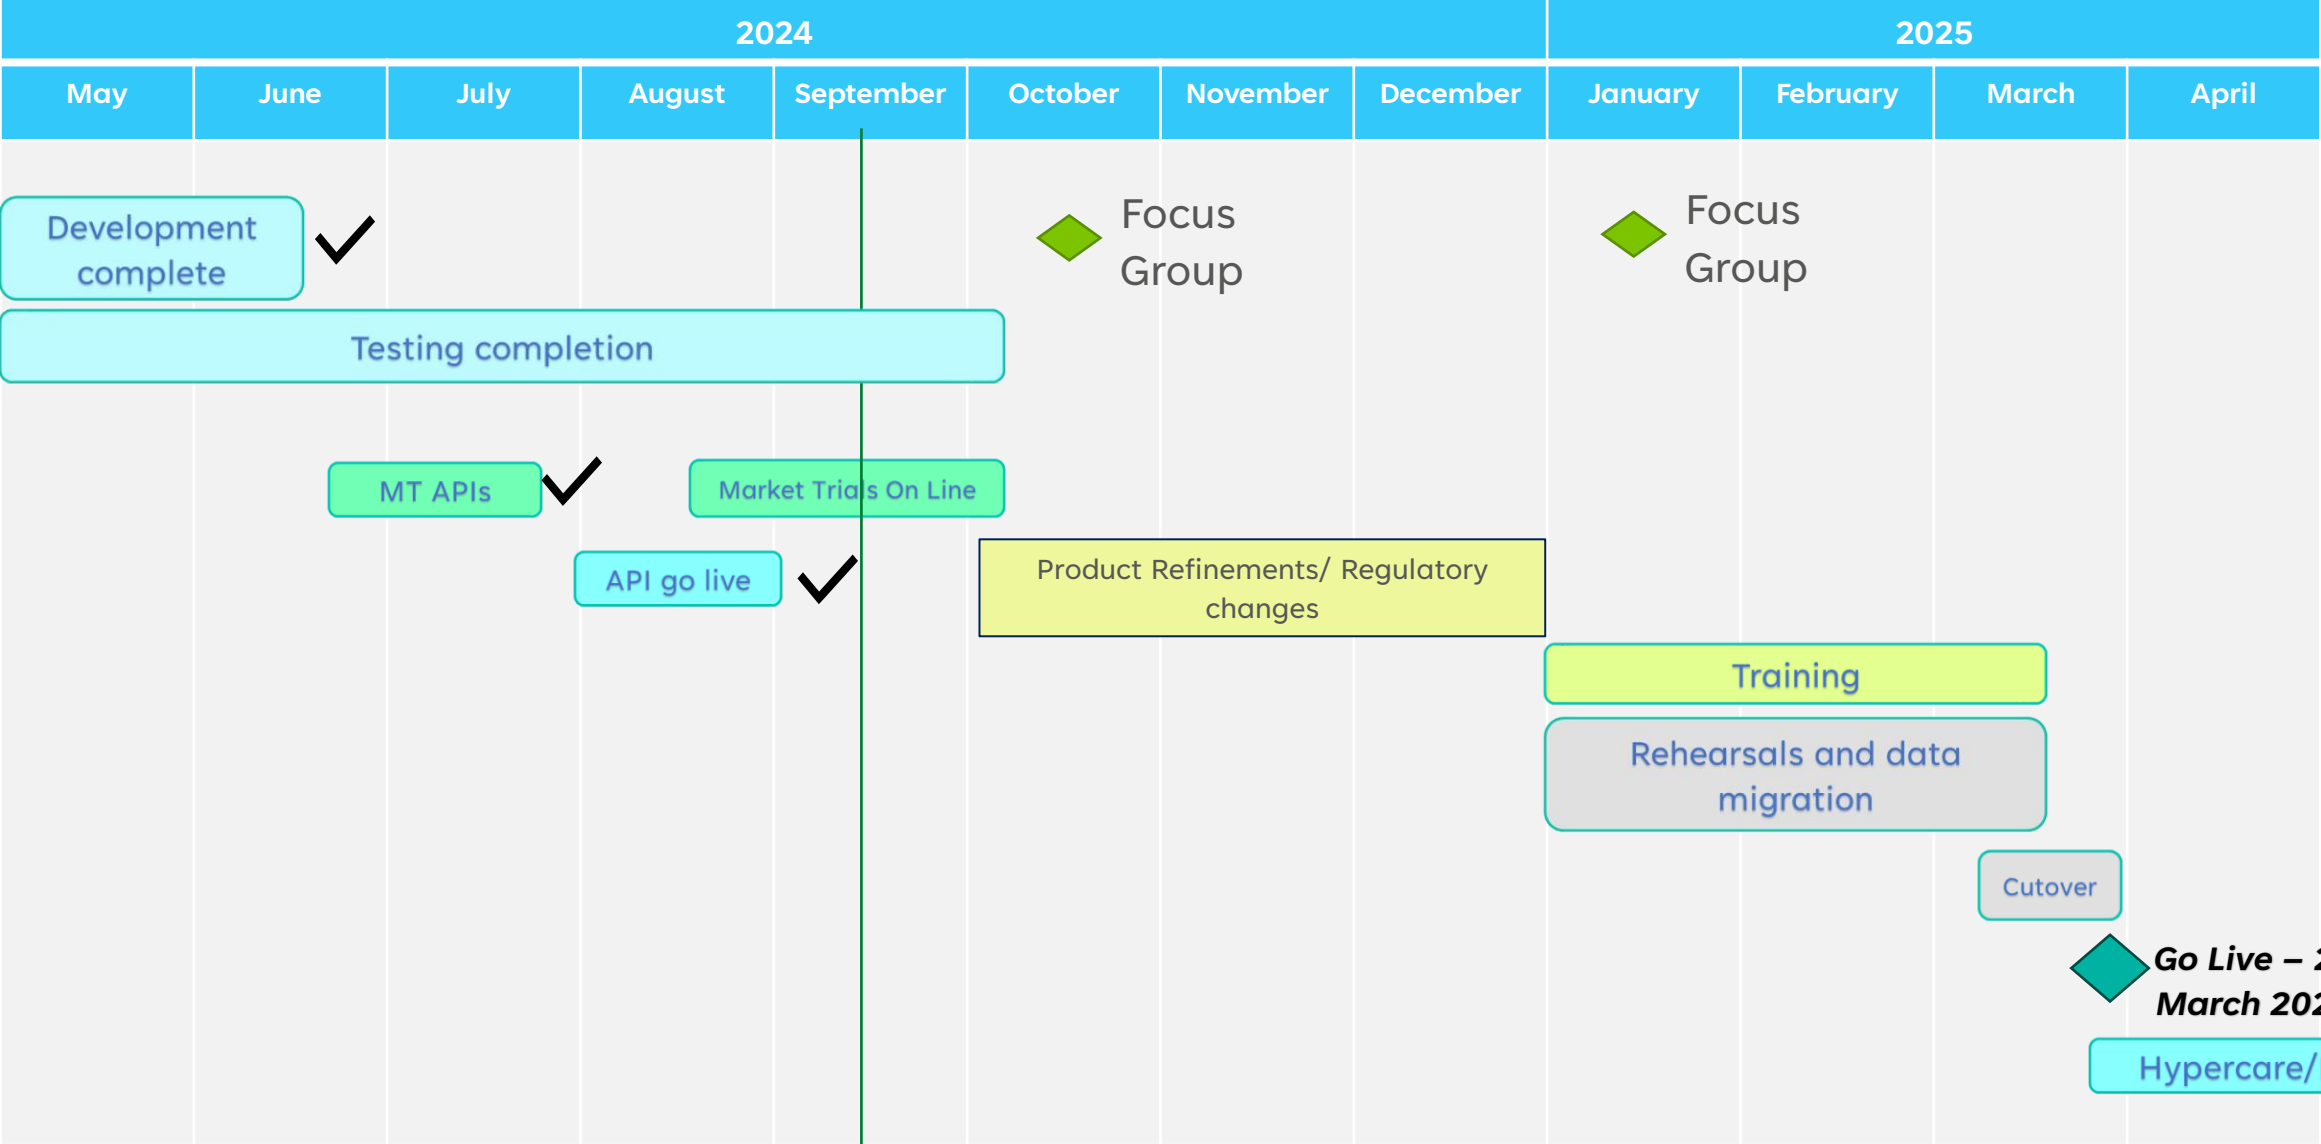 2024
2025
May
June
July
August
September
October
November
December
January
February
March
April
Development
complete
Focus
Group
Focus
Group
Testing completion
MT APIs
Market Trials On Line
API go live
Product Refinements/ Regulatory
changes
Training
Rehearsals and data
migration
Cutover
Go Live –
March
Hypercare/